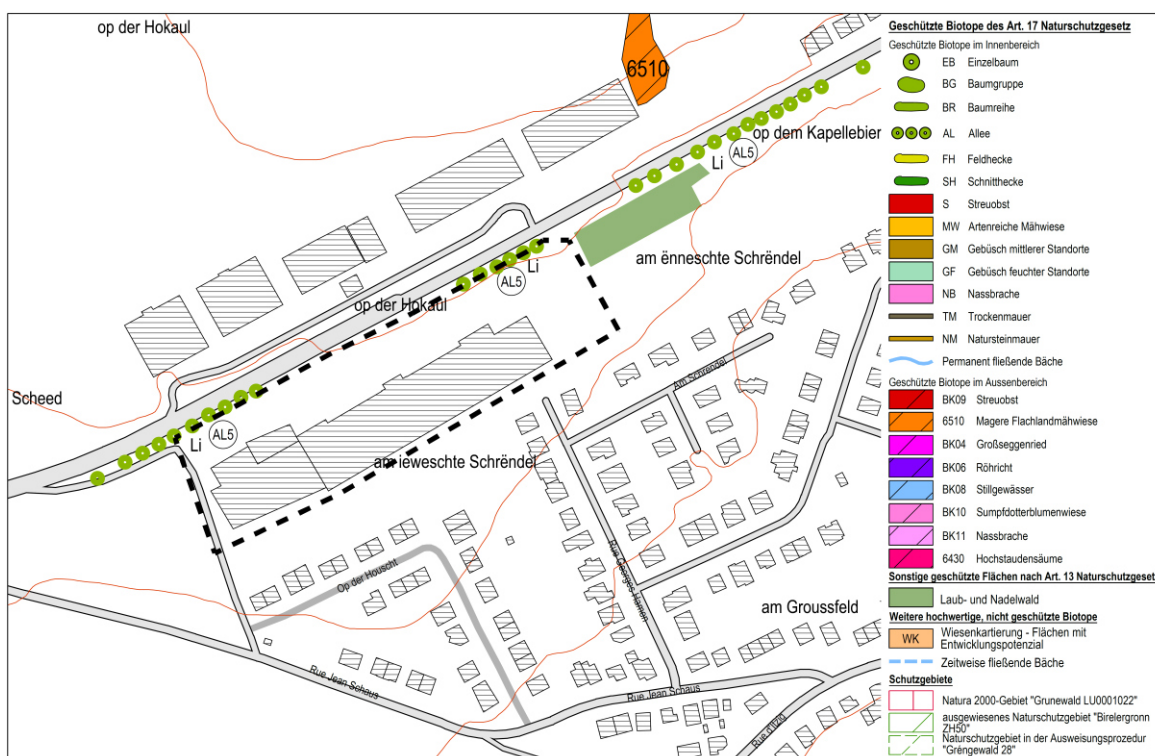 op der Hokaul
6510
op dem Kapellebier
AL5
Li
am ënneschte Schrëndel
Li
AL5
op der Hokaul
Scheed
Am Schrëndel
Li
AL5
am ieweschte Schrëndel
Op der Houscht
Rue Georges Hamen
am Groussfeld
Rue Jean Schaus
Rue Jean Schaus
Geschützte Biotope des Art. 17 Naturschutzgesetz
Geschützte Biotope im Innenbereich
EB Einzelbaum
BG Baumgruppe
BR Baumreihe
AL Allee
FH Feldhecke
SH Schnitthecke
S Streuobst
MW Artenreiche Mähwiese
GM Gebüsch mittlerer Standorte
GF Gebüsch feuchter Standorte
NB Nassbrache
TM Trockenmauer
NM Natursteinmauer
Permanent fließende Bäche
Geschützte Biotope im Aussenbereich
BK09 Streuobst
6510 Magere Flachlandmähwiese
BK04 Großseggenried
BK06 Röhricht
BK08 Stillgewässer
BK10 Sumpfdotterblumenwiese
BK11 Nassbrache
6430 Hochstaudensäume
Sonstige geschützte Flächen nach Art. 13 Naturschutzgesetz
Laub- und Nadelwald
Weitere hochwertige, nicht geschützte Biotope
WK Wiesenkartierung - Flächen mit
Entwicklungspotenzial
Zeitweise fließende Bäche
Schutzgebiete
Natura 2000-Gebiet "Grunewald LU0001022"
ausgewiesenes Naturschutzgebiet "Birelergronn
ZH50"
Naturschutzgebiet in der Ausweisungsprozedur
"Gréngewald 28"